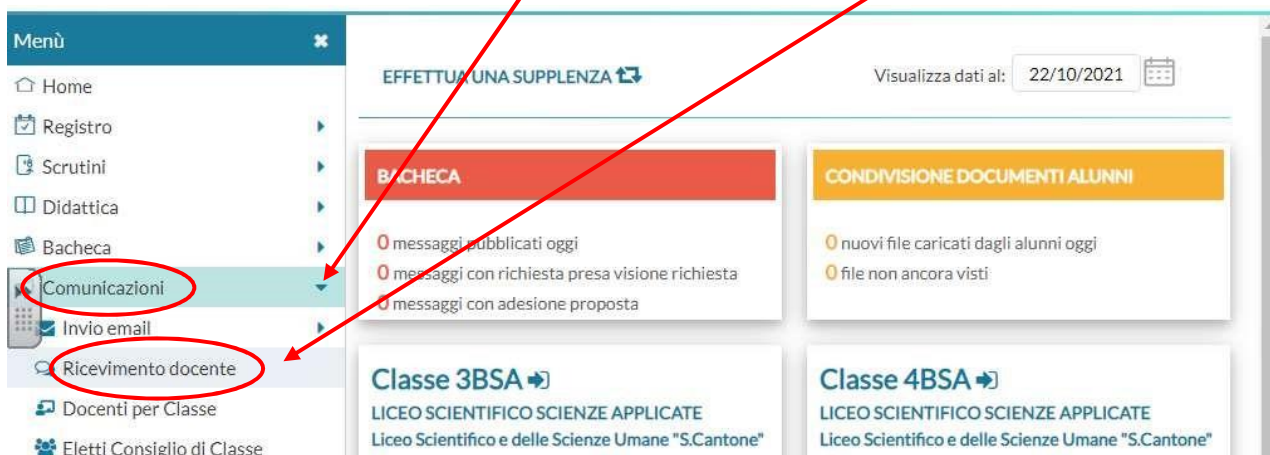 Menù
Home
Registro
Scrutini
Didattica
Bacheca
Comunicazioni
Invio email
Ricevimento docente
Docenti per Classe
Eletti Consiglio di Classe
EFFETTUA UNA SUPPLENZA
Visualizza dati al: 22/10/2021
BACHECA
0 messaggi pubblicati oggi
0 messaggi con richiesta presa visione richiesta
0 messaggi con adesione proposta
CONDIVISIONE DOCUMENTI ALUNNI
0 nuovi file caricati dagli alunni oggi
0 file non ancora visti
Classe 3BSA
LICEO SCIENTIFICO SCIENZE APPLICATE
Liceo Scientifico e delle Scienze Umane "S.Cantone"
Classe 4BSA
LICEO SCIENTIFICO SCIENZE APPLICATE
Liceo Scientifico e delle Scienze Umane "S.Cantone"